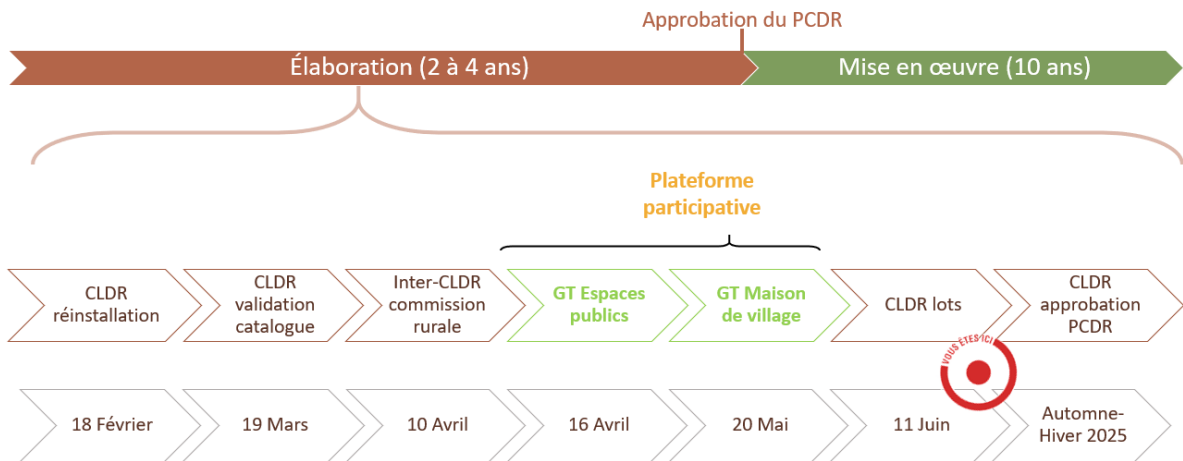 Approbation du PCDR
Élaboration (2 à 4 ans)
Mise en œuvre (10 ans)
Plateforme
participative
CLDR
réinstallation
CLDR
validation
catalogue
Inter-CLDR
commission
rurale
GT Espaces
publics
GT Maison
de village
CLDR lots
CLDR
approbation
PCDR
VOUS ÊTES ICI
18 Février
19 Mars
10 Avril
16 Avril
20 Mai
11 Juin
Automne-
Hiver 2025